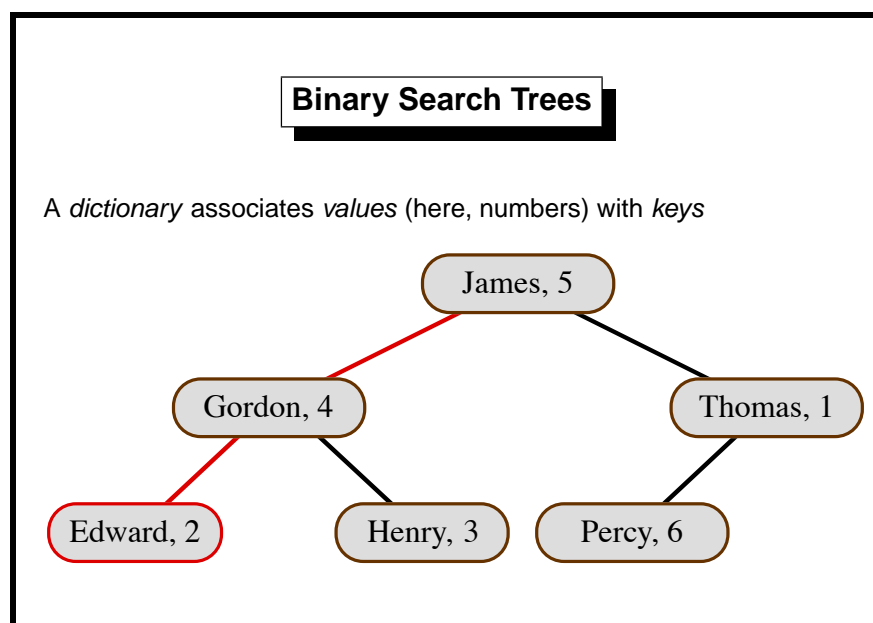 Binary Search Trees
A dictionary associates values (here, numbers) with keys
James, 5
Gordon, 4
Thomas, 1
Edward, 2
Henry, 3
Percy, 6